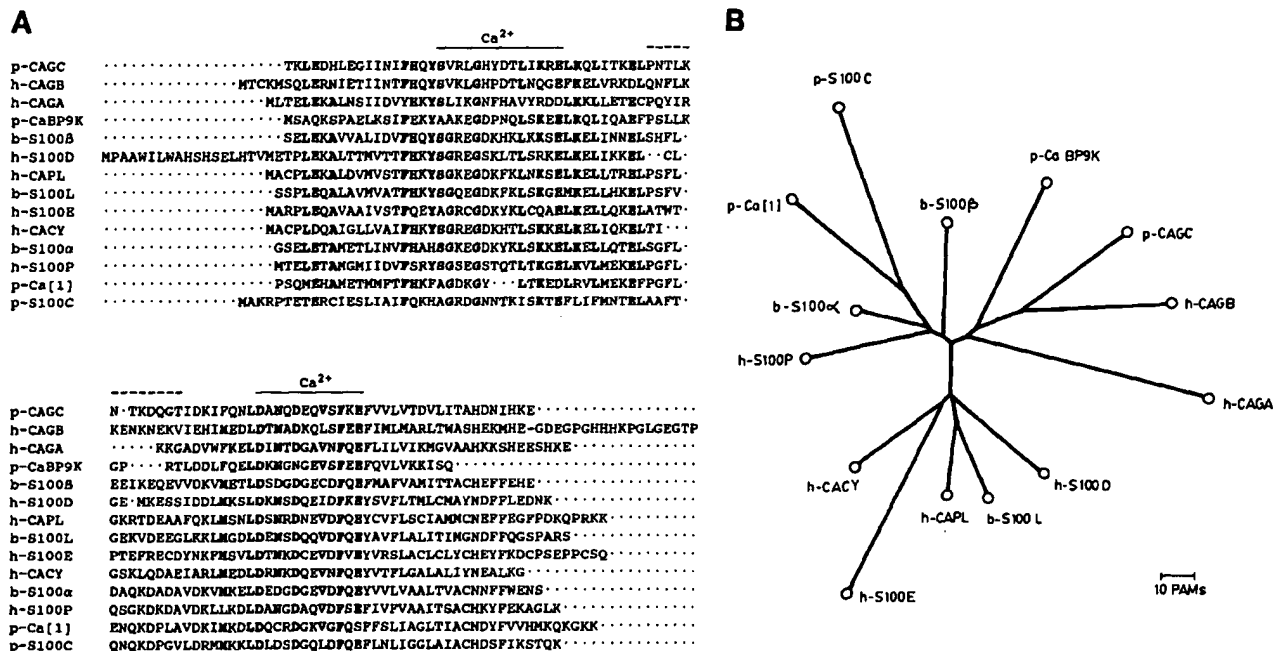 A
Ca2+
p-CAGC ····················TKLEDHLEGIINIFHQYSVRLGHYDTLIKRELKQLITKELPNTLK
h-CAGB ···············MTCKMSQLERNIETIINTFHQYSVKLGHPDTLNQGEFKELVRKDLQNFLK
h-CAGA ··················MLTELEKALNSIIDVYHKYSLIKGNFHAVYRDDLKKLLETECPQYIR
p-CaBP9K ····················MSAQKSPAELKSIFEKYAAKEGDPNQLSKEELKQLIQAEFPSLLK
b-S100ß ····················SELEKAVVALIDVFHQYSGREGDKHKLKKSELKELINNELSHFL·
h-S100D MPAAWILWAHSHSELHTVMETPLEKALTTMVTTFHKYSGREGSKLTLSRKELKELIKKEL··CL·
h-CAPL ··················MACPLEKALDVMVSTFHKYSGKEGDKFKLNKSELKELLTRELPSFL·
b-S100L ···················SSPLEQALAVMVATFHKYSGQEGDKFKLSKGEMKELLHKELPSFV·
h-S100E ··················MARPLEQAVAAIVSTFQEYAGRCGDKYKLCQAELKELLQKELATWT·
h-CACY ··················MACPLDQAIGLLVAIFHKYSGREGDKHTLSKKELKELIQKELTI···
b-S100α ···················GSELETAMETLINVFHAHSGKEGDKYKLSKKELKELLQTELSGFL·
h-S100P ···················MTELETAMGMIIDVFSRYSGSEGSTQTLTKGELKVLMEKELPGFL·
p-Ca[1] ···················PSQMEHAMETMMFTFHKFAGDKGY··LTKEDLRVLMEKEFPGFL·
p-S100C ···············MAKRPTETERCIESLIAIFQKHAGRDGNNTKISKTEFLIFMNTELAAFT·
Ca2+
p-CAGC N·TKDQGTIDKIFQNLDANQDEQVSFKEFVVLVTDVLITAHDNIHKE··················
h-CAGB KENKNEKVIEHIMEDLDTNADKQLSFEEFIMLMARLTWASHEKMHE-GDEGPGHHHKPGLGEGTP
h-CAGA ·····KKGADVWFKELDINTDGAVNFQEFLILVIKMGVAAHKKSHEESHKE··············
p-CaBP9K GP····RTLDDLFQELDKNGNGEVSFEEFQVLVKKISQ···························
b-S100ß EEIKEQEVVDKVMETLDSDGDGECDFQEFMAFVAMITTACHEFFEHE··················
h-S100D GE·MKESSIDDLMKSLDKNSDQEIDFKEYSVFLTMLCMAYNDFFLEDNK················
h-CAPL GKRTDEAAFQKLMSNLDSNRDNEVDFQEYCVFLSCIAMMCNEFFEGFPDKQPRKK··········
b-S100L GEKVDEEGLKKLMGDLDENSDQQVDFQEYAVFLALITIMGNDFFQGSPARS··············
h-S100E PTEFRECDYNKFMSVLDTNKDCEVDFVEYVRSLACLCLYCHEYFKDCPSEPPCSQ··········
h-CACY GSKLQDAEIARLMEDLDRNKDQEVNFQEYVTFLGALALIYNEALKG···················
b-S100α DAQKDADAVDKVMKELDEDGDGEVDFQEYVVLVAALTVACNNFFWENS·················
h-S100P QSGKDKDAVDKLLKDLDANGDAQVDFSEFIVFVAAITSACHKYFEKAGLK···············
p-Ca[1] ENQKDPLAVDKIMKDLDQCRDGKVGFQSFFSLIAGLTIACNDYFVVHMKQKGKK···········
p-S100C QNQKDPGVLDRMMKKLDLDSDGQLDFQEFLNLIGGLAIACHDSFIKSTQK···············
B
p-S100C
p-Ca BP9K
p-Ca[1]
b-S100β
p-CAGC
b-S100α
h-CAGB
h-S100P
h-CAGA
h-CACY
h-S100D
h-CAPL
b-S100L
h-S100E
10 PAMs